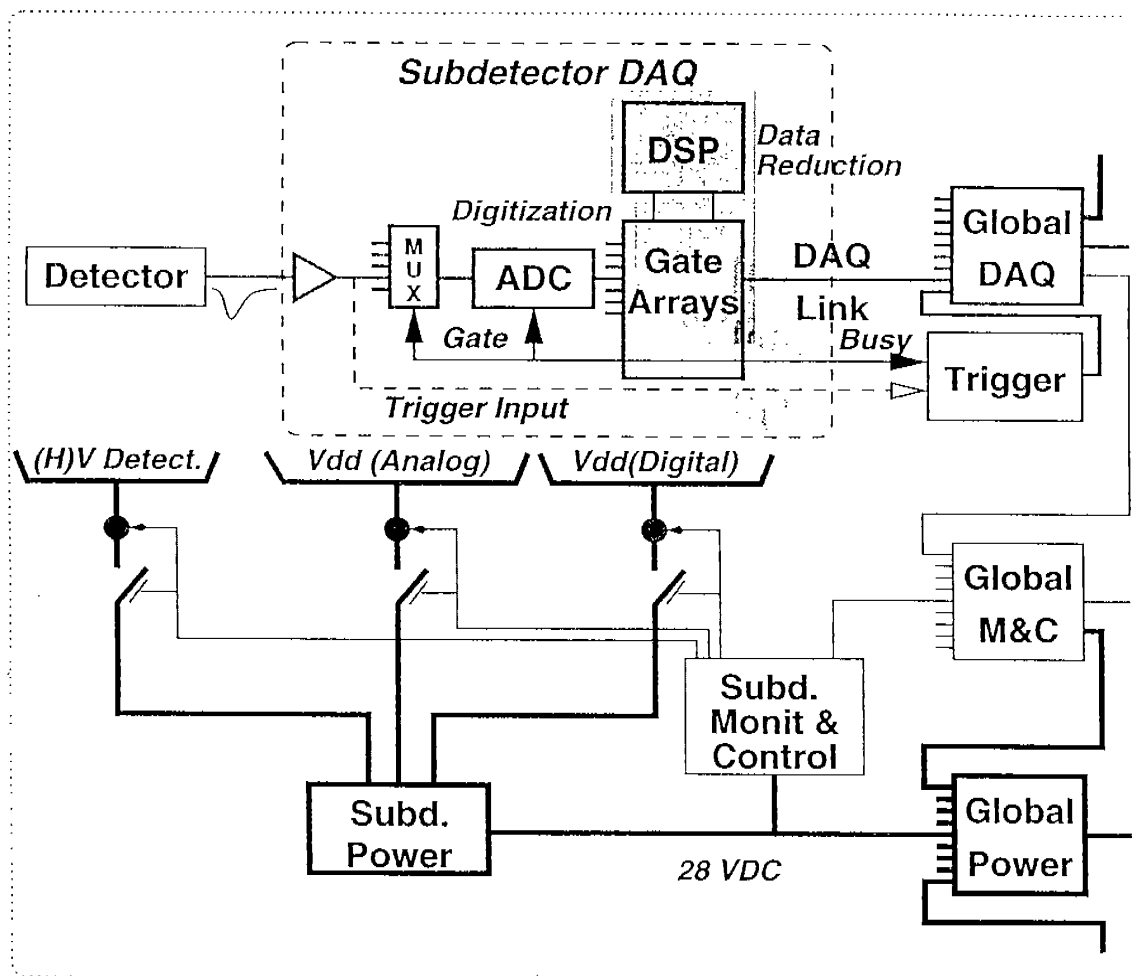 Subdetector DAQ
DSP
Data
Reduction
Digitization
MUX
Detector
ADC
Gate
Arrays
DAQ
Link
Global
DAQ
Gate
Busy
Trigger
Trigger Input
(H)V Detect.
Vdd (Analog)
Vdd(Digital)
Global
M&C
Subd.
Monit &
Control
Subd.
Power
Global
Power
28 VDC